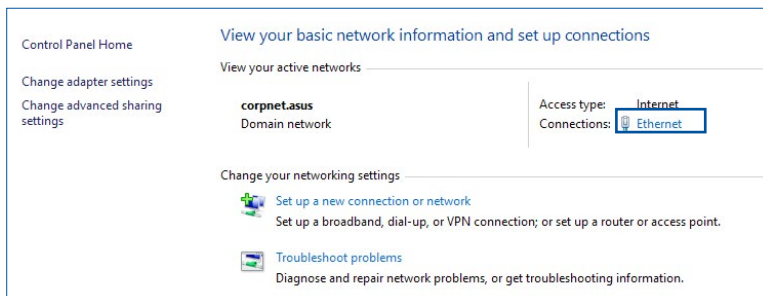 Control Panel Home
Change adapter settings
Change advanced sharing
settings
View your basic network information and set up connections
View your active networks
corpnet.asus
Domain network
Access type: Internet
Connections: Ethernet
Change your networking settings
Set up a new connection or network
Set up a broadband, dial-up, or VPN connection; or set up a router or access point.
Troubleshoot problems
Diagnose and repair network problems, or get troubleshooting information.